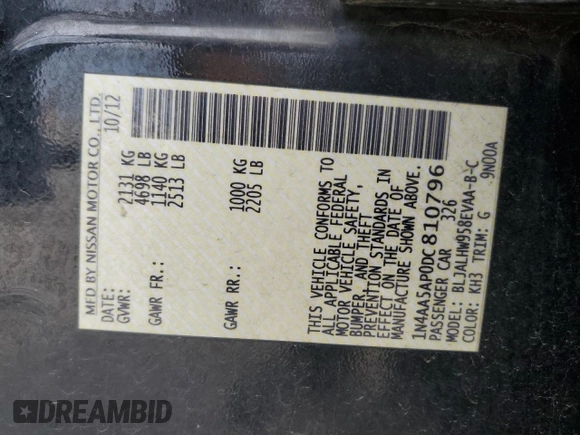 MFD BY NISSAN MOTOR CO., LTD.
DATE: 10/12
GVWR: 2131 KG
4698 LB
GAWR FR: 1140 KG
2513 LB
GAWR RR: 1000 KG
2205 LB
THIS VEHICLE CONFORMS TO
ALL APPLICABLE FEDERAL
MOTOR VEHICLE SAFETY,
BUMPER, AND THEFT
PREVENTION STANDARDS IN
EFFECT ON THE DATE OF
MANUFACTURE SHOWN ABOVE.
1N4AA5AP0DC810796
PASSENGER CAR 326
MODEL: BLJALHW958EVAA-B-C
COLOR: KH3 TRIM: G 9N00A
DREAMBID